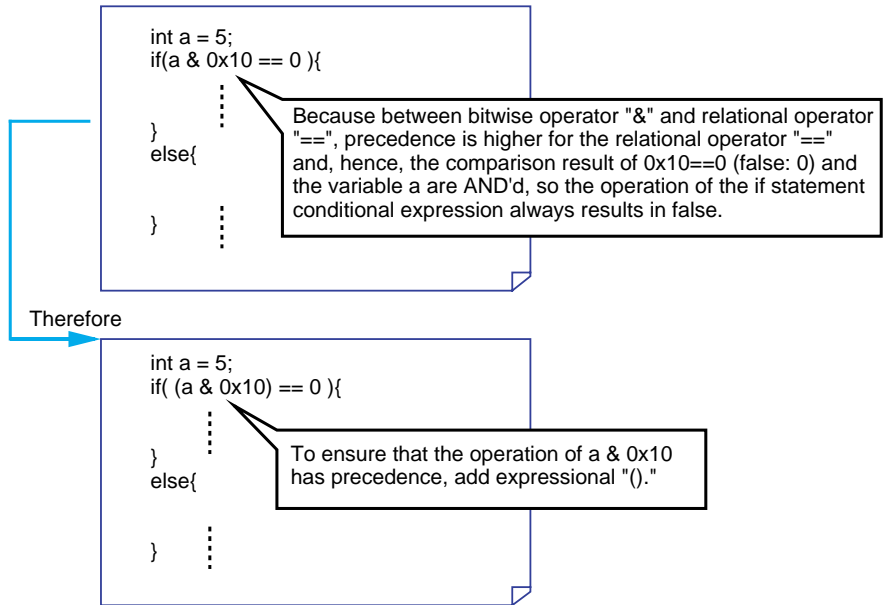 int a = 5;
if(a & 0x10 == 0 ){
}
else{
}
Because between bitwise operator "&" and relational operator
"==", precedence is higher for the relational operator "=="
and, hence, the comparison result of 0x10==0 (false: 0) and
the variable a are AND'd, so the operation of the if statement
conditional expression always results in false.
Therefore
int a = 5;
if( (a & 0x10) == 0 ){
}
else{
}
To ensure that the operation of a & 0x10
has precedence, add expressional "()."